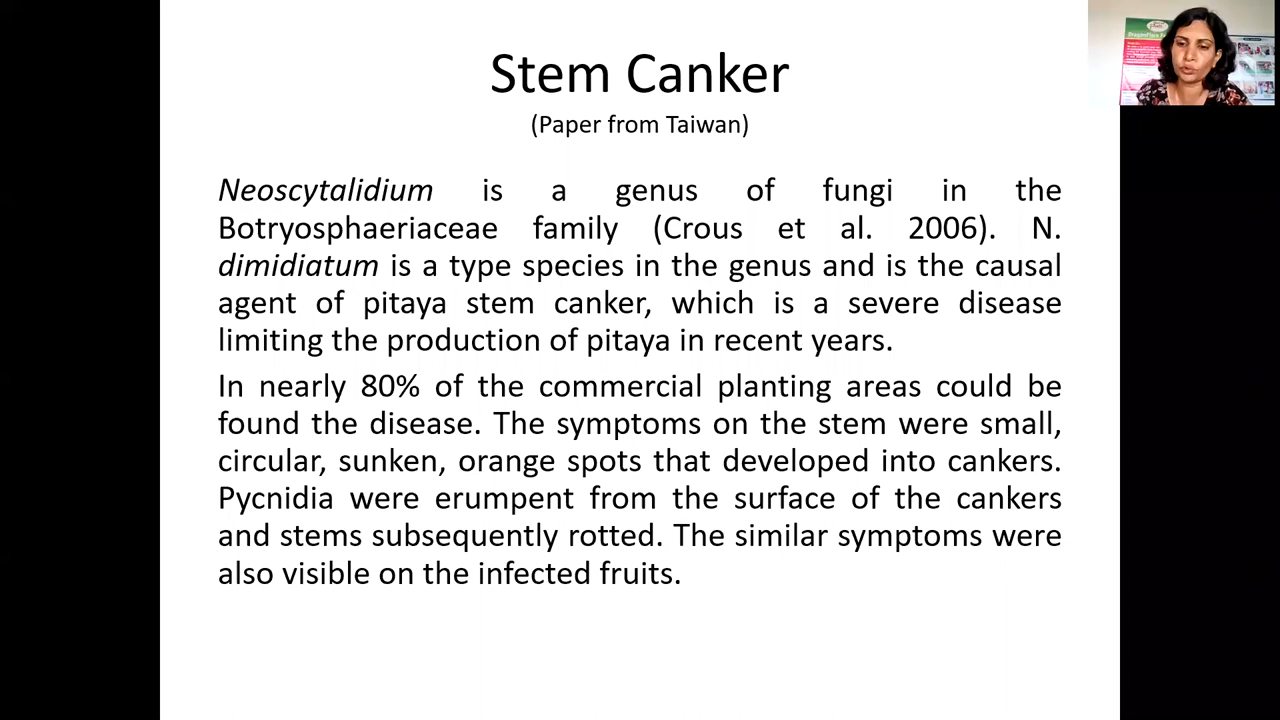 Stem Canker
(Paper from Taiwan)
Neoscytalidium is a genus of fungi in the
Botryosphaeriaceae family (Crous et al. 2006). N.
dimidiatum is a type species in the genus and is the causal
agent of pitaya stem canker, which is a severe disease
limiting the production of pitaya in recent years.
In nearly 80% of the commercial planting areas could be
found the disease. The symptoms on the stem were small,
circular, sunken, orange spots that developed into cankers.
Pycnidia were erumpent from the surface of the cankers
and stems subsequently rotted. The similar symptoms were
also visible on the infected fruits.